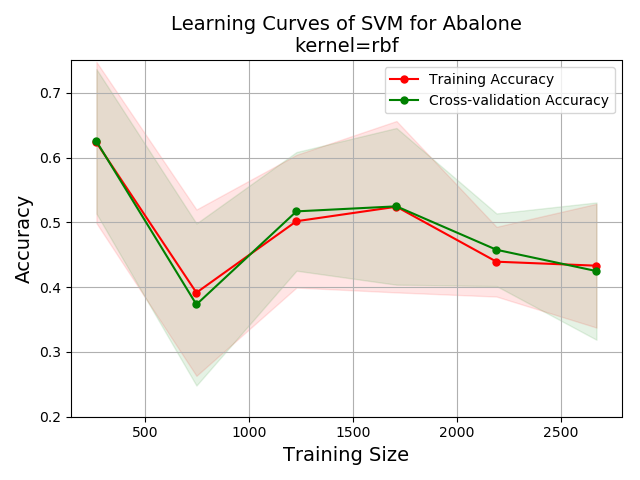 Learning Curves of SVM for Abalone
kernel=rbf
Training Accuracy
Cross-validation Accuracy
Accuracy
0.7
0.6
0.5
0.4
0.3
0.2
500 1000 1500 2000 2500
Training Size